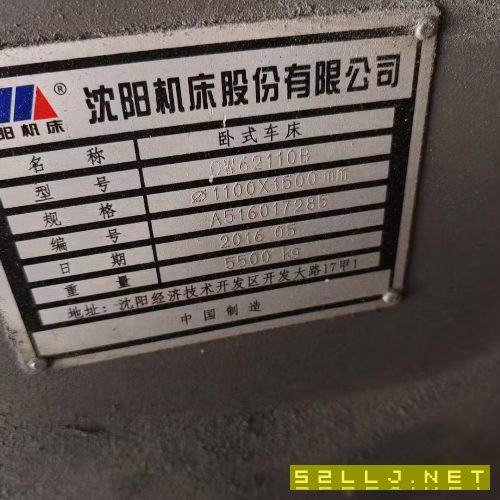 沈阳机床股份有限公司
®
阳机床
名称 卧式车床
型号 CW62110B
规格 Ø1100X1500mm
编号 A516017285
日期 2016 05
重量 5500 kg
地址：沈阳经济技术开发区开发大路17甲1
中国制造
52LLJ.NET